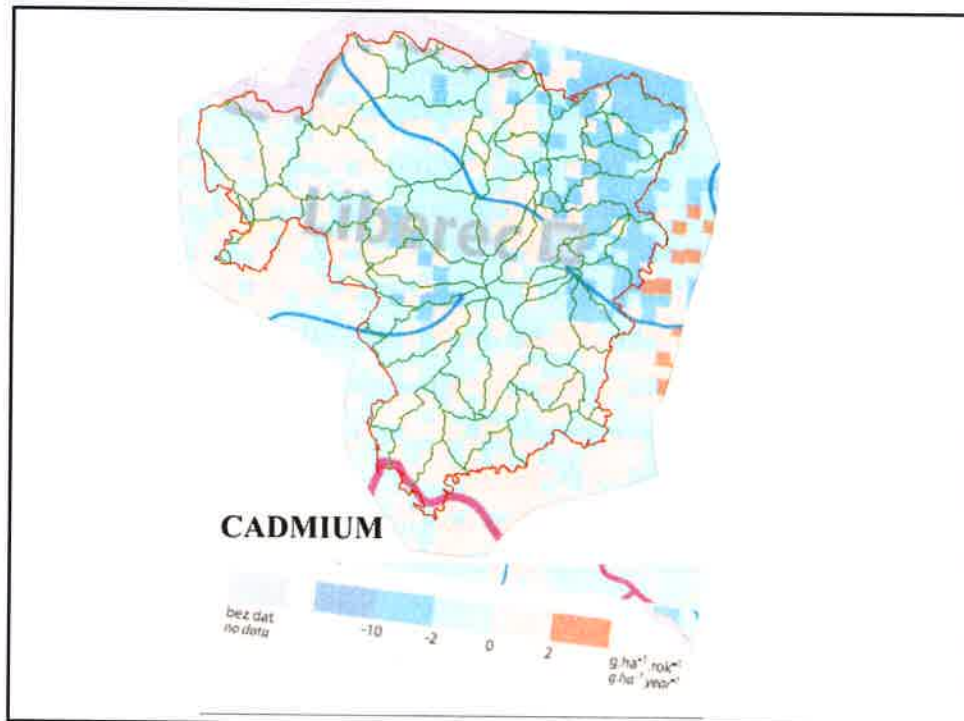 Liberec
CADMIUM
bez dat
no data
-10 -2 0 2
g.ha⁻¹.rok⁻¹
g.ha⁻¹.year⁻¹